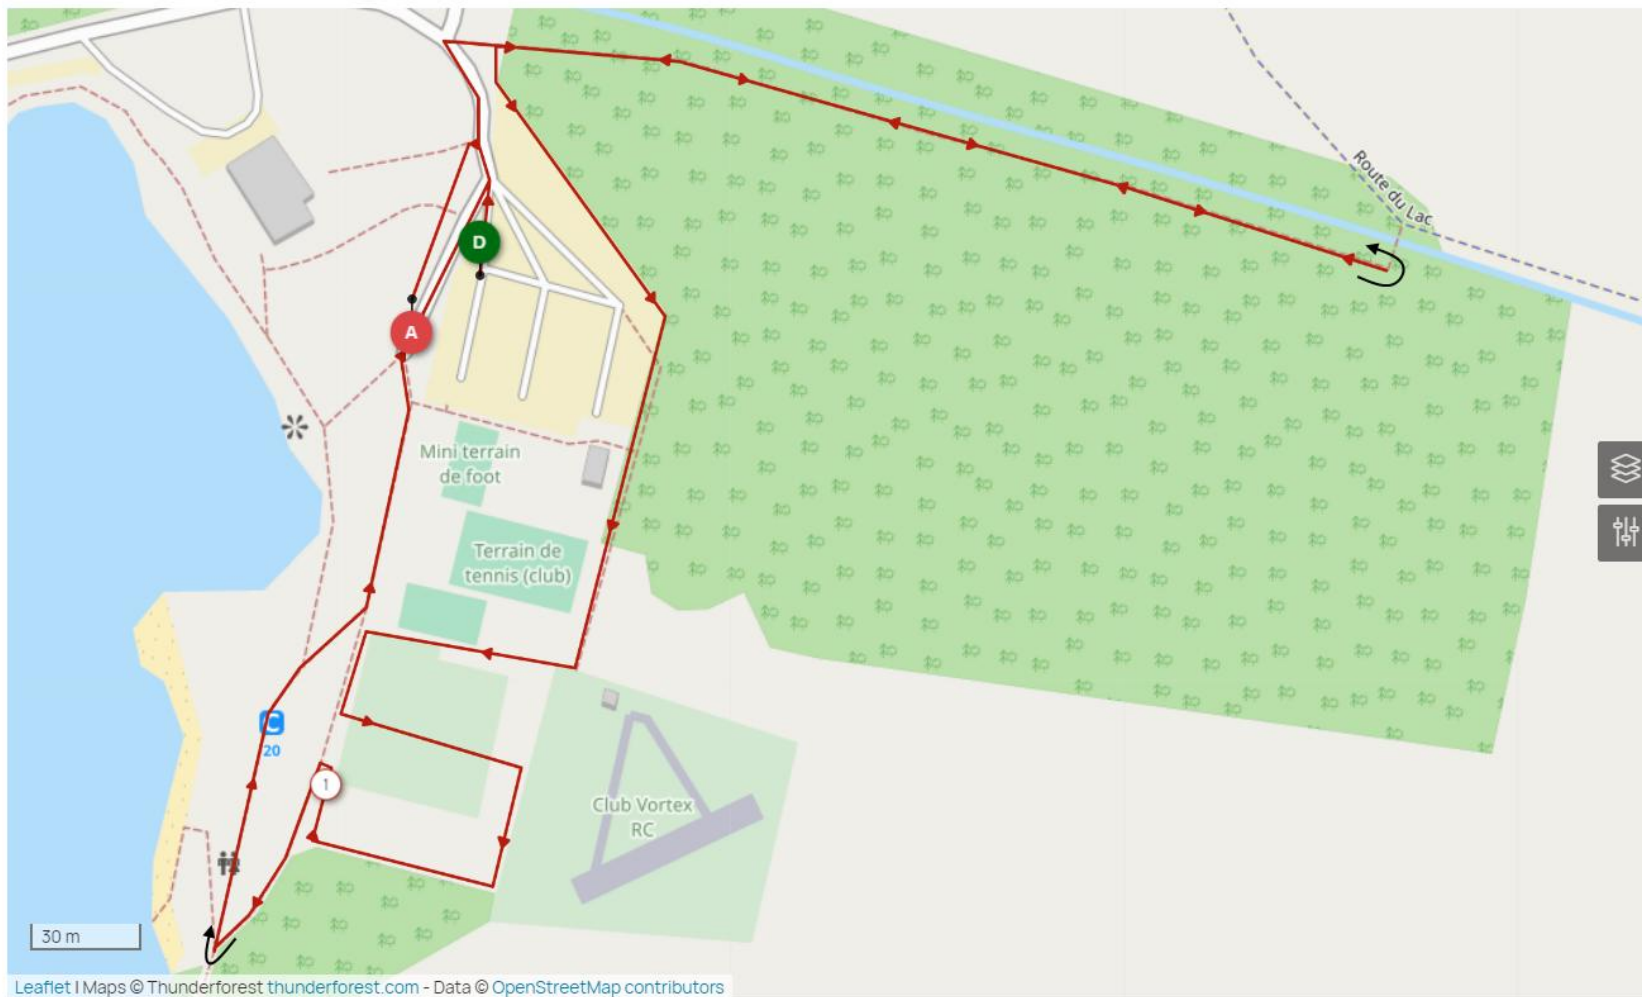 Route du Lac
D
A
Mini terrain
de foot
Terrain de
tennis (club)
20
1
Club Vortex
RC
30 m
Leaflet | Maps © Thunderforest thunderforest.com - Data © OpenStreetMap contributors